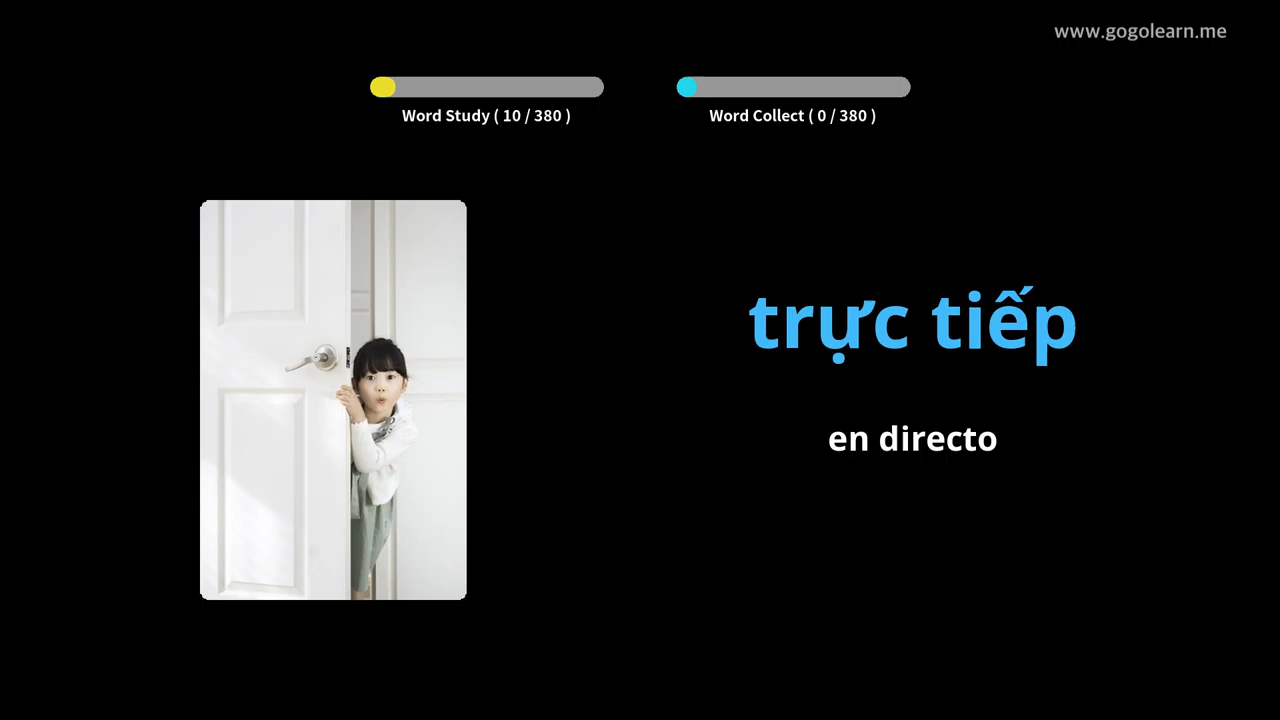 www.gogolearn.me
Word Study ( 10 / 380 )
Word Collect ( 0 / 380 )
trực tiếp
en directo